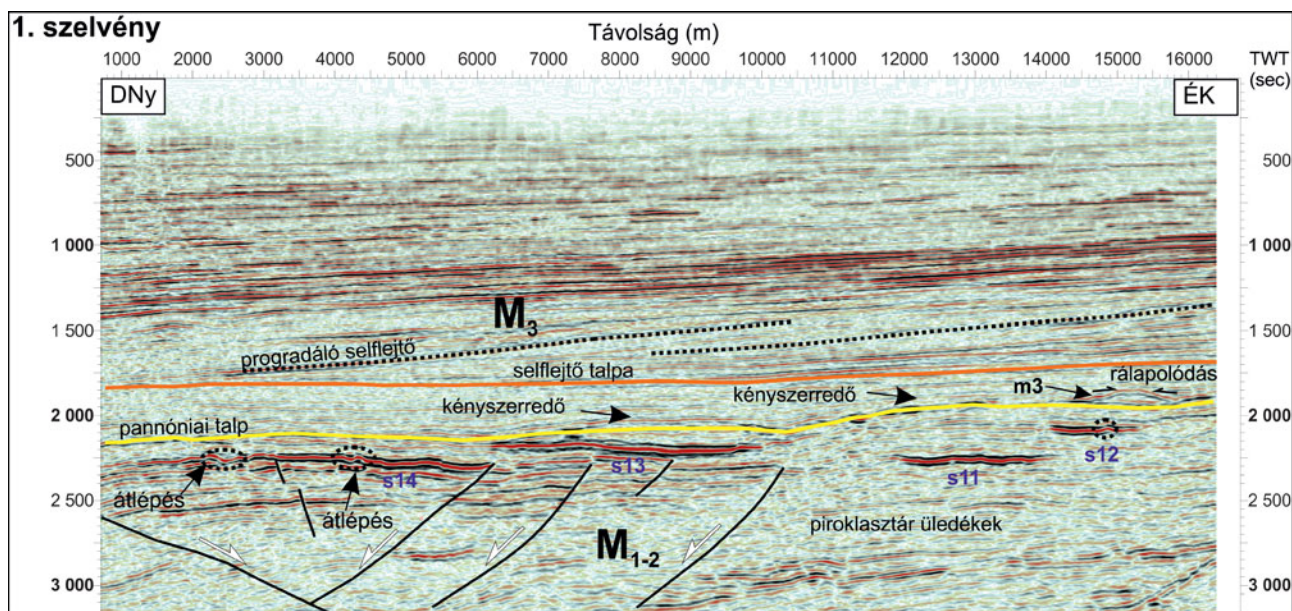 1. szelvény
Távolság (m)
1000 2000 3000 4000 5000 6000 7000 8000 9000 10000 11000 12000 13000 14000 15000 16000 TWT
(sec)
DNy ÉK
500 500
1 000 1 000
M3
1 500 1 500
progradáló selflejtő
selflejtő talpa
rálapolódás
kényszerredő m3
kényszerredő
2 000 2 000
pannóniai talp
s12
s13
s14 s11
átlépés
2 500 2 500
átlépés
piroklasztár üledékek
M1-2
3 000 3 000